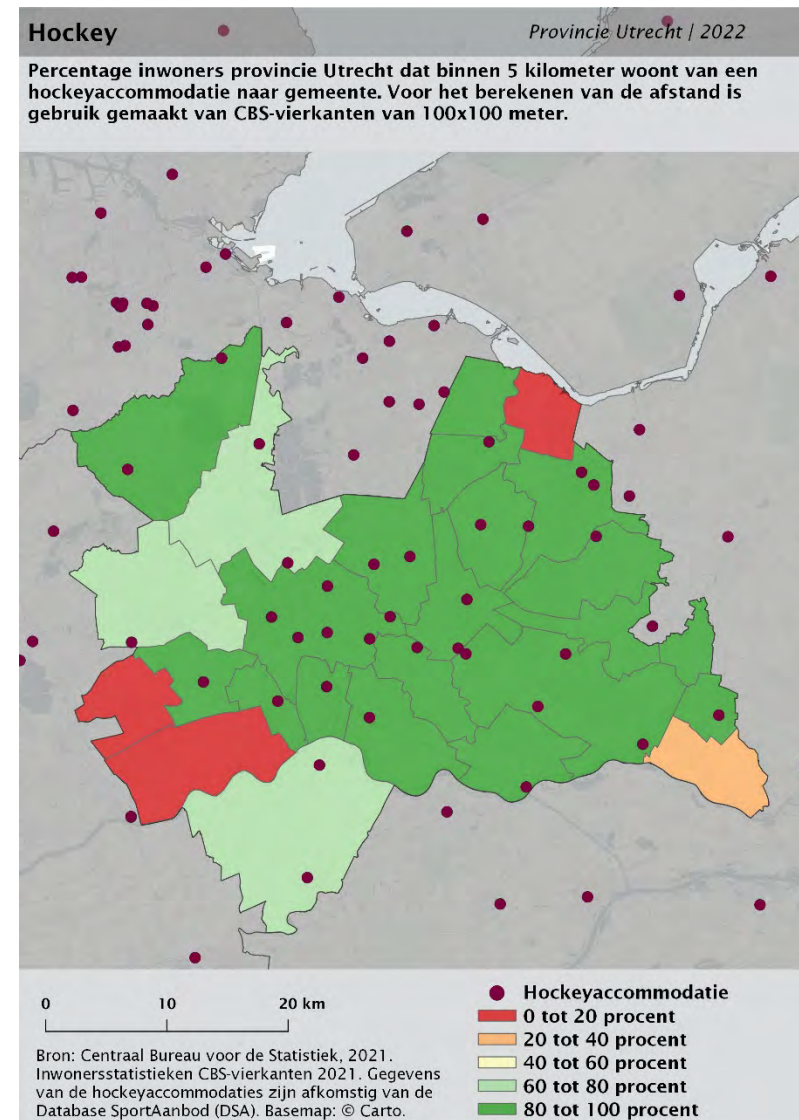 Hockey
Provincie Utrecht | 2022
Percentage inwoners provincie Utrecht dat binnen 5 kilometer woont van een
hockeyaccommodatie naar gemeente. Voor het berekenen van de afstand is
gebruik gemaakt van CBS-vierkanten van 100x100 meter.
0 10 20 km
Bron: Centraal Bureau voor de Statistiek, 2021.
Inwonersstatistieken CBS-vierkanten 2021. Gegevens
van de hockeyaccommodaties zijn afkomstig van de
Database SportAanbod (DSA). Basemap: © Carto.
Hockeyaccommodatie
0 tot 20 procent
20 tot 40 procent
40 tot 60 procent
60 tot 80 procent
80 tot 100 procent